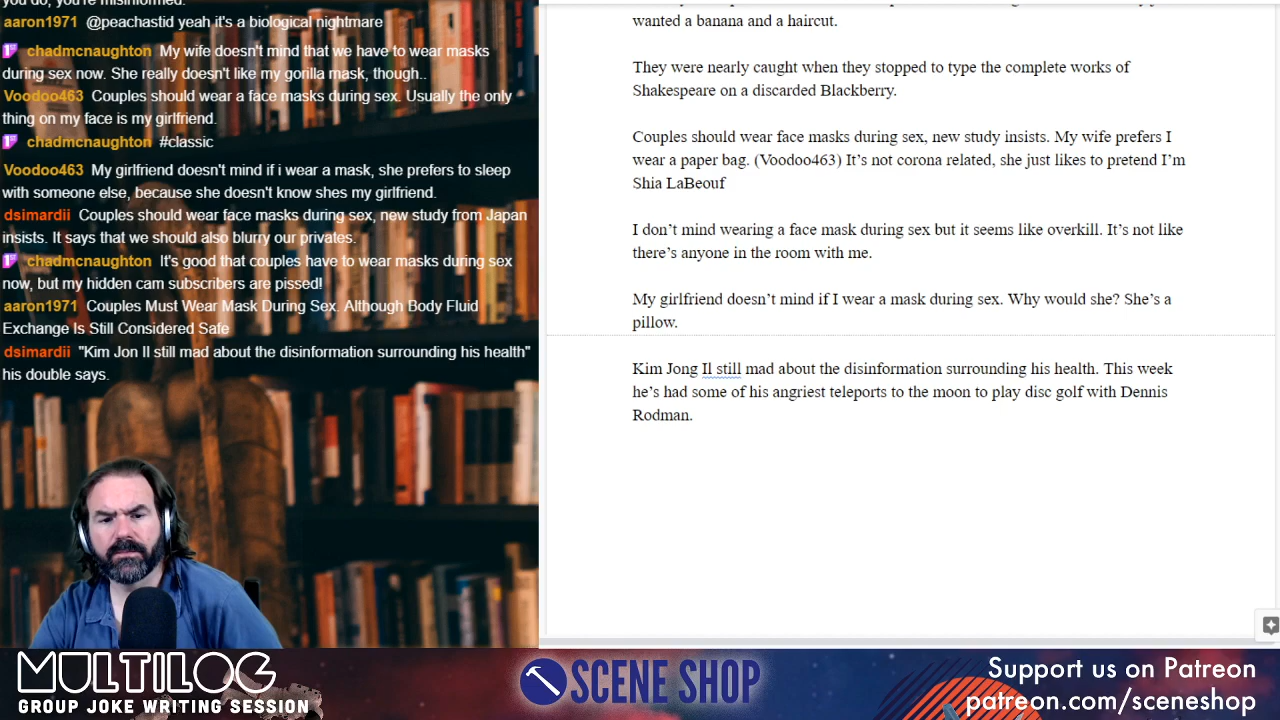 you do, you're misinformed.
aaron1971 @peachastid yeah it's a biological nightmare
chadmcnaughton My wife doesn't mind that we have to wear masks
during sex now. She really doesn't like my gorilla mask, though..
Voodoo463 Couples should wear a face masks during sex. Usually the only
thing on my face is my girlfriend.
chadmcnaughton #classic
Voodoo463 My girlfriend doesn't mind if i wear a mask, she prefers to sleep
with someone else, because she doesn't know shes my girlfriend.
dsimardii Couples should wear face masks during sex, new study from Japan
insists. It says that we should also blurry our privates.
chadmcnaughton It's good that couples have to wear masks during sex
now, but my hidden cam subscribers are pissed!
aaron1971 Couples Must Wear Mask During Sex. Although Body Fluid
Exchange Is Still Considered Safe
dsimardii "Kim Jon Il still mad about the disinformation surrounding his health"
his double says.
wanted a banana and a haircut.
They were nearly caught when they stopped to type the complete works of
Shakespeare on a discarded Blackberry.
Couples should wear face masks during sex, new study insists. My wife prefers I
wear a paper bag. (Voodoo463) It's not corona related, she just likes to pretend I'm
Shia LaBeouf
I don't mind wearing a face mask during sex but it seems like overkill. It's not like
there's anyone in the room with me.
My girlfriend doesn't mind if I wear a mask during sex. Why would she? She's a
pillow.
Kim Jong Il still mad about the disinformation surrounding his health. This week
he's had some of his angriest teleports to the moon to play disc golf with Dennis
Rodman.
MULTILOG
GROUP JOKE WRITING SESSION
SCENE SHOP
Support us on Patreon
patreon.com/sceneshop